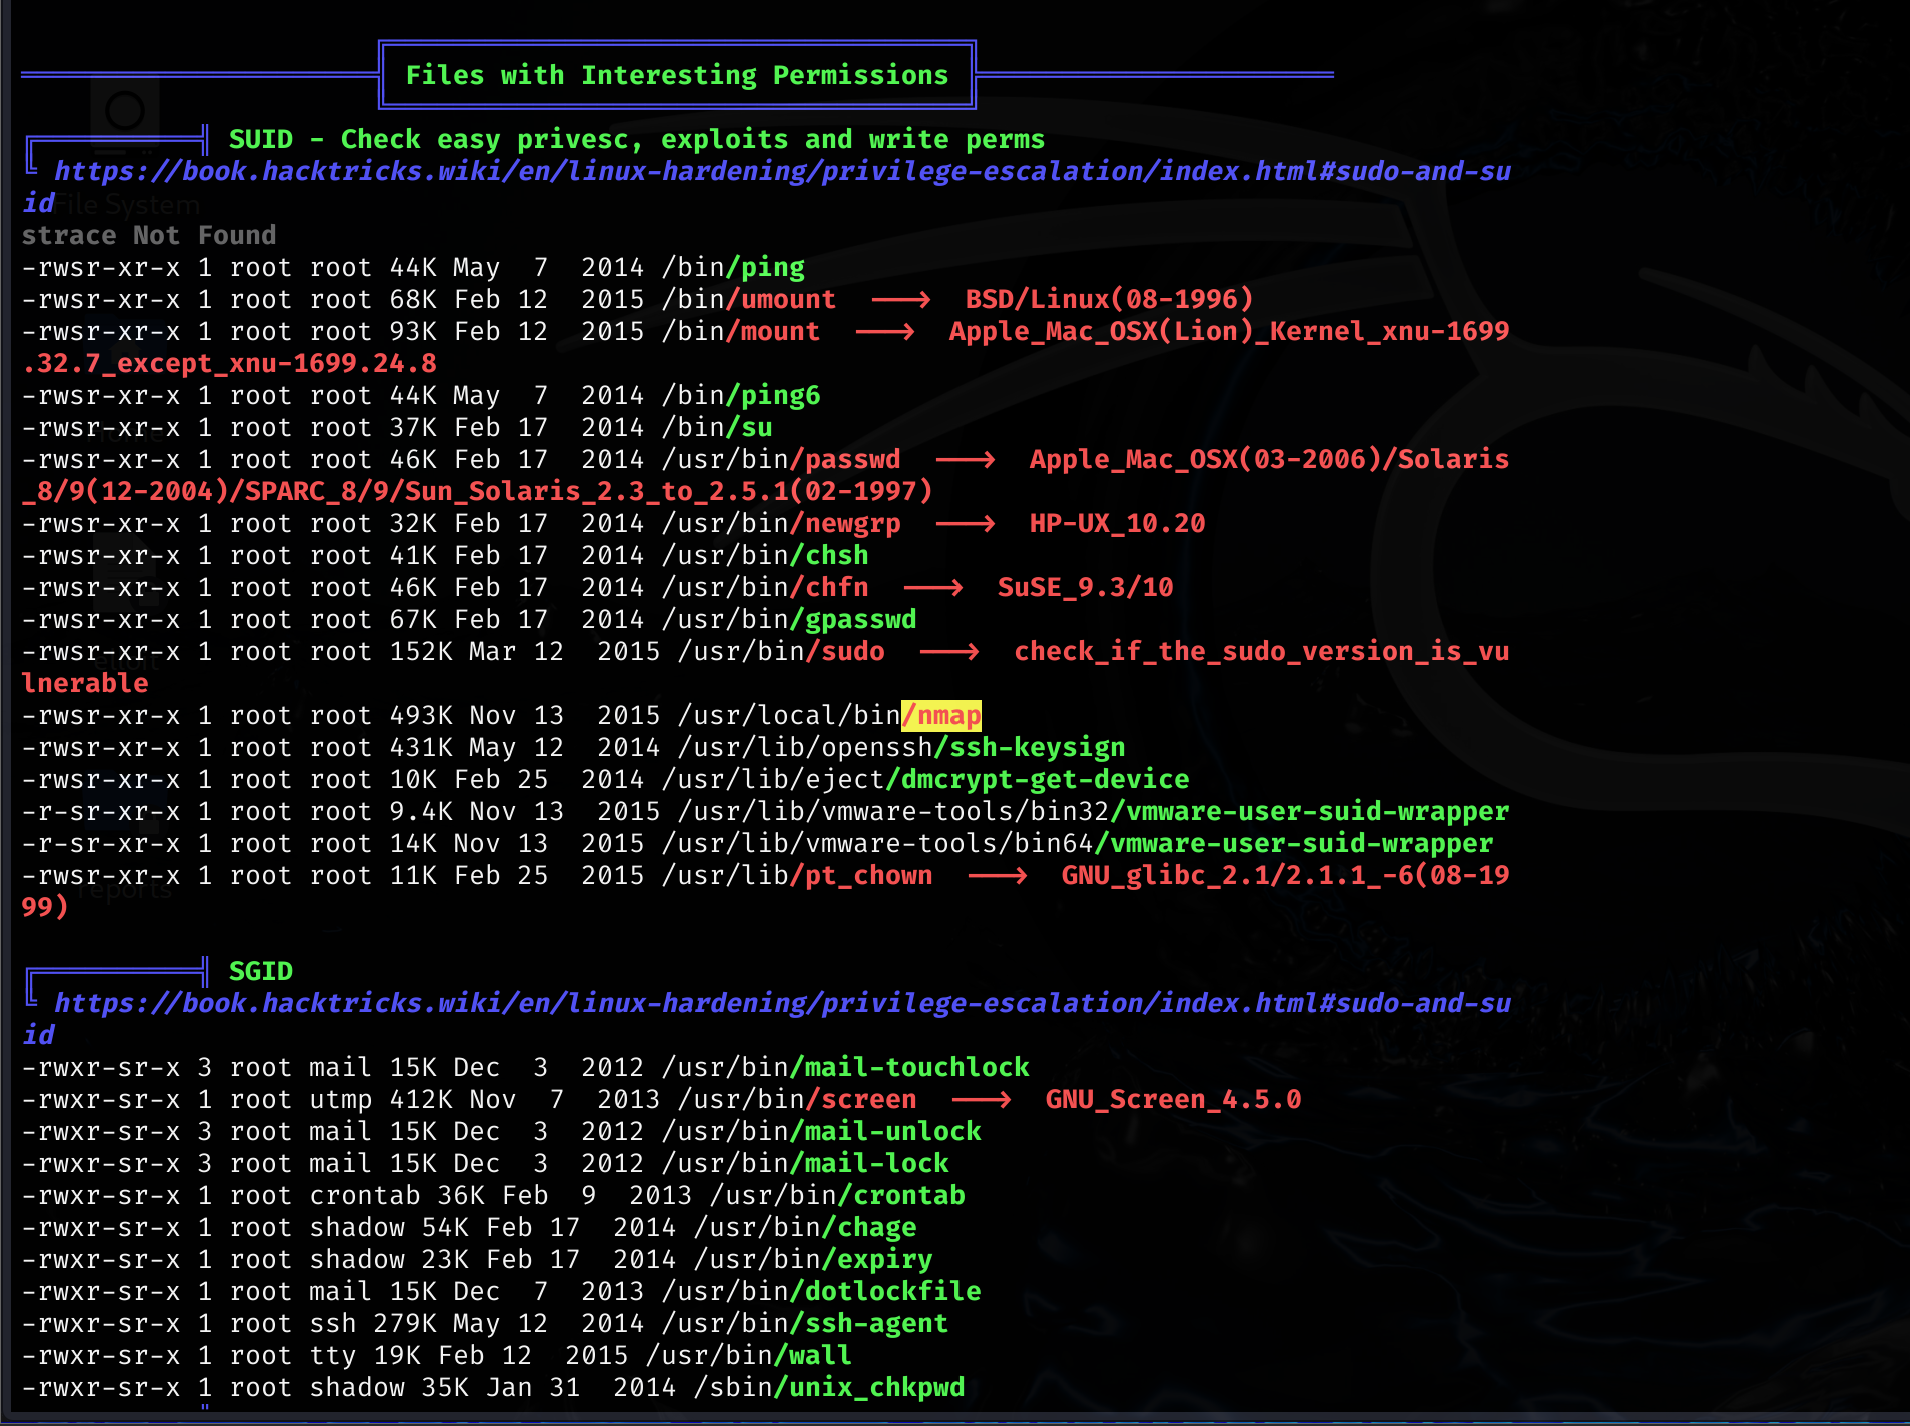 Files with Interesting Permissions
SUID - Check easy privesc, exploits and write perms
https://book.hacktricks.wiki/en/linux-hardening/privilege-escalation/index.html#sudo-and-su
id
File System
strace Not Found
-rwsr-xr-x 1 root root 44K May  7  2014 /bin/ping
-rwsr-xr-x 1 root root 68K Feb 12  2015 /bin/umount  --->  BSD/Linux(08-1996)
-rwsr-xr-x 1 root root 93K Feb 12  2015 /bin/mount  --->  Apple_Mac_OSX(Lion)_Kernel_xnu-1699
.32.7_except_xnu-1699.24.8
-rwsr-xr-x 1 root root 44K May  7  2014 /bin/ping6
-rwsr-xr-x 1 root root 37K Feb 17  2014 /bin/su
-rwsr-xr-x 1 root root 46K Feb 17  2014 /usr/bin/passwd  --->  Apple_Mac_OSX(03-2006)/Solaris
_8/9(12-2004)/SPARC_8/9/Sun_Solaris_2.3_to_2.5.1(02-1997)
-rwsr-xr-x 1 root root 32K Feb 17  2014 /usr/bin/newgrp  --->  HP-UX_10.20
-rwsr-xr-x 1 root root 41K Feb 17  2014 /usr/bin/chsh
-rwsr-xr-x 1 root root 46K Feb 17  2014 /usr/bin/chfn  --->  SuSE_9.3/10
-rwsr-xr-x 1 root root 67K Feb 17  2014 /usr/bin/gpasswd
-rwsr-xr-x 1 root root 152K Mar 12  2015 /usr/bin/sudo  --->  check_if_the_sudo_version_is_vu
lnerable
-rwsr-xr-x 1 root root 493K Nov 13  2015 /usr/local/bin/nmap
-rwsr-xr-x 1 root root 431K May 12  2014 /usr/lib/openssh/ssh-keysign
-rwsr-xr-x 1 root root 10K Feb 25  2014 /usr/lib/eject/dmcrypt-get-device
-r-sr-xr-x 1 root root 9.4K Nov 13  2015 /usr/lib/vmware-tools/bin32/vmware-user-suid-wrapper
-r-sr-xr-x 1 root root 14K Nov 13  2015 /usr/lib/vmware-tools/bin64/vmware-user-suid-wrapper
-rwsr-xr-x 1 root root 11K Feb 25  2015 /usr/lib/pt_chown  --->  GNU_glibc_2.1/2.1.1_-6(08-19
99)
reports
SGID
https://book.hacktricks.wiki/en/linux-hardening/privilege-escalation/index.html#sudo-and-su
id
-rwxr-sr-x 3 root mail 15K Dec  3  2012 /usr/bin/mail-touchlock
-rwxr-sr-x 1 root utmp 412K Nov  7  2013 /usr/bin/screen  --->  GNU_Screen_4.5.0
-rwxr-sr-x 3 root mail 15K Dec  3  2012 /usr/bin/mail-unlock
-rwxr-sr-x 3 root mail 15K Dec  3  2012 /usr/bin/mail-lock
-rwxr-sr-x 1 root crontab 36K Feb  9  2013 /usr/bin/crontab
-rwxr-sr-x 1 root shadow 54K Feb 17  2014 /usr/bin/chage
-rwxr-sr-x 1 root shadow 23K Feb 17  2014 /usr/bin/expiry
-rwxr-sr-x 1 root mail 15K Dec  7  2013 /usr/bin/dotlockfile
-rwxr-sr-x 1 root ssh 279K May 12  2014 /usr/bin/ssh-agent
-rwxr-sr-x 1 root tty 19K Feb 12  2015 /usr/bin/wall
-rwxr-sr-x 1 root shadow 35K Jan 31  2014 /sbin/unix_chkpwd